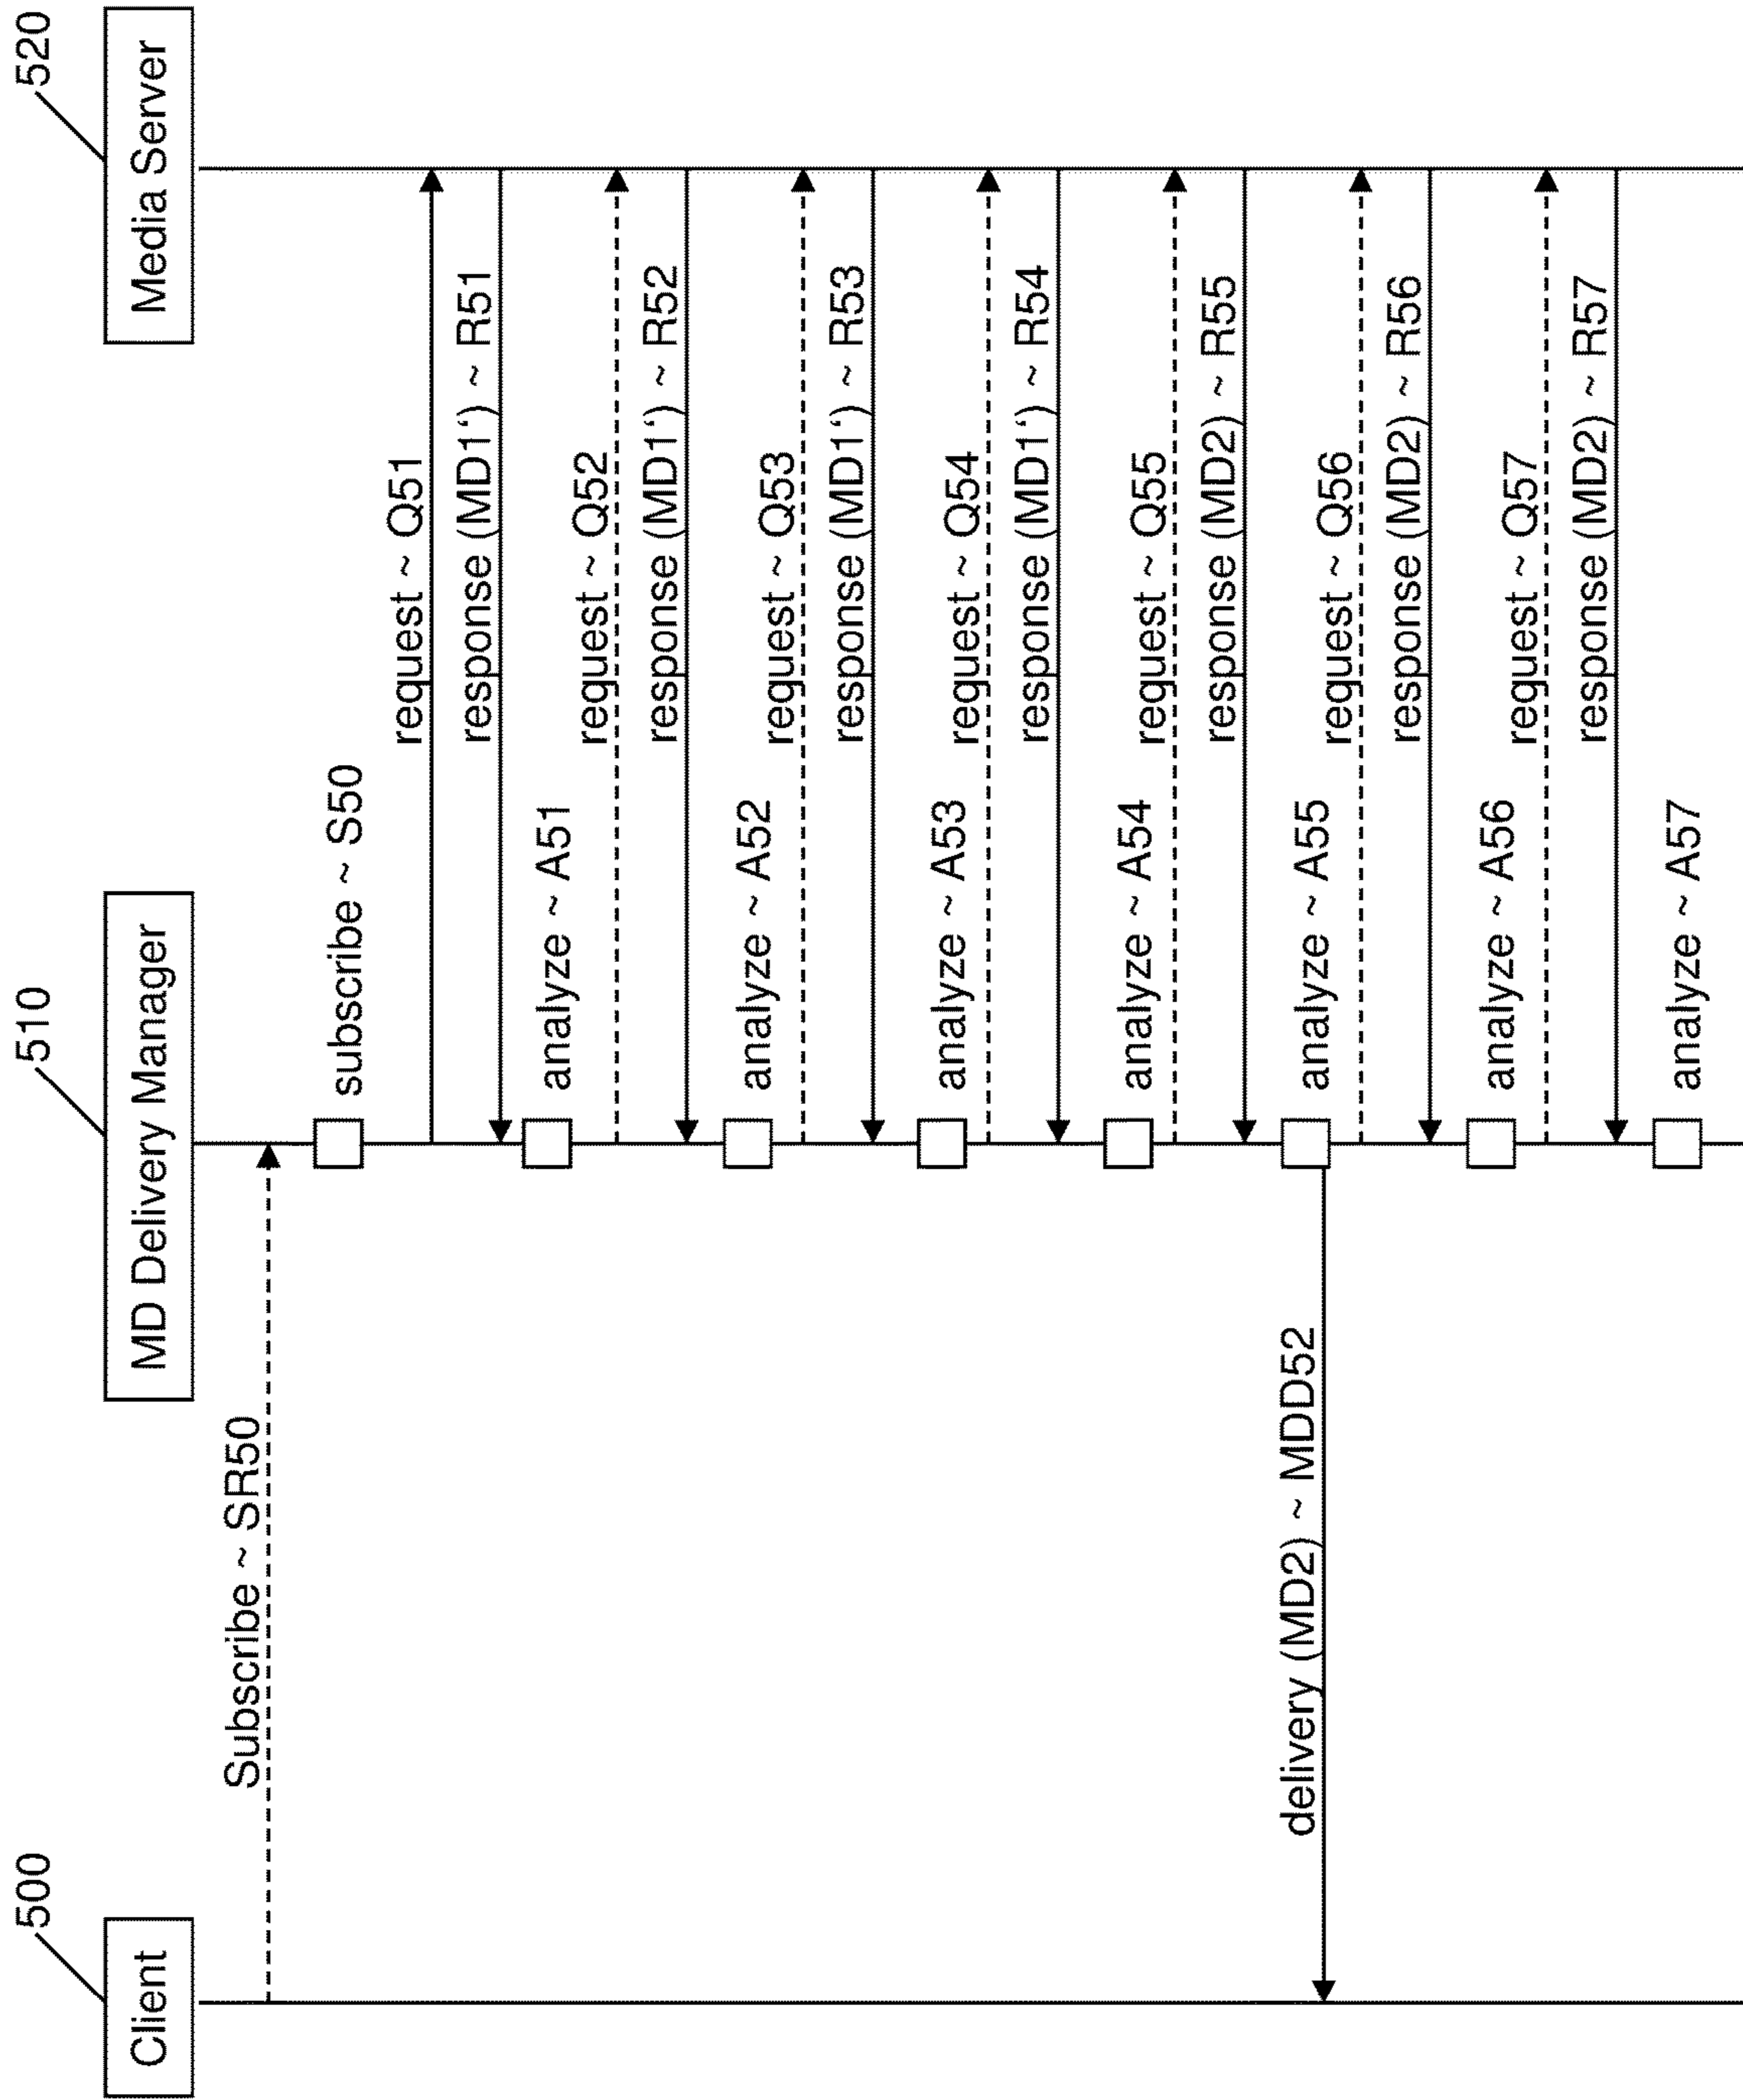 500
510
520
Client
MD Delivery Manager
Media Server
Subscribe ~ SR50
subscribe ~ S50
request ~ Q51
response (MD1‘) ~ R51
analyze ~ A51
request ~ Q52
response (MD1‘) ~ R52
analyze ~ A52
request ~ Q53
response (MD1‘) ~ R53
analyze ~ A53
request ~ Q54
response (MD1‘) ~ R54
analyze ~ A54
request ~ Q55
response (MD2) ~ R55
analyze ~ A55
delivery (MD2) ~ MDD52
request ~ Q56
response (MD2) ~ R56
analyze ~ A56
request ~ Q57
response (MD2) ~ R57
analyze ~ A57